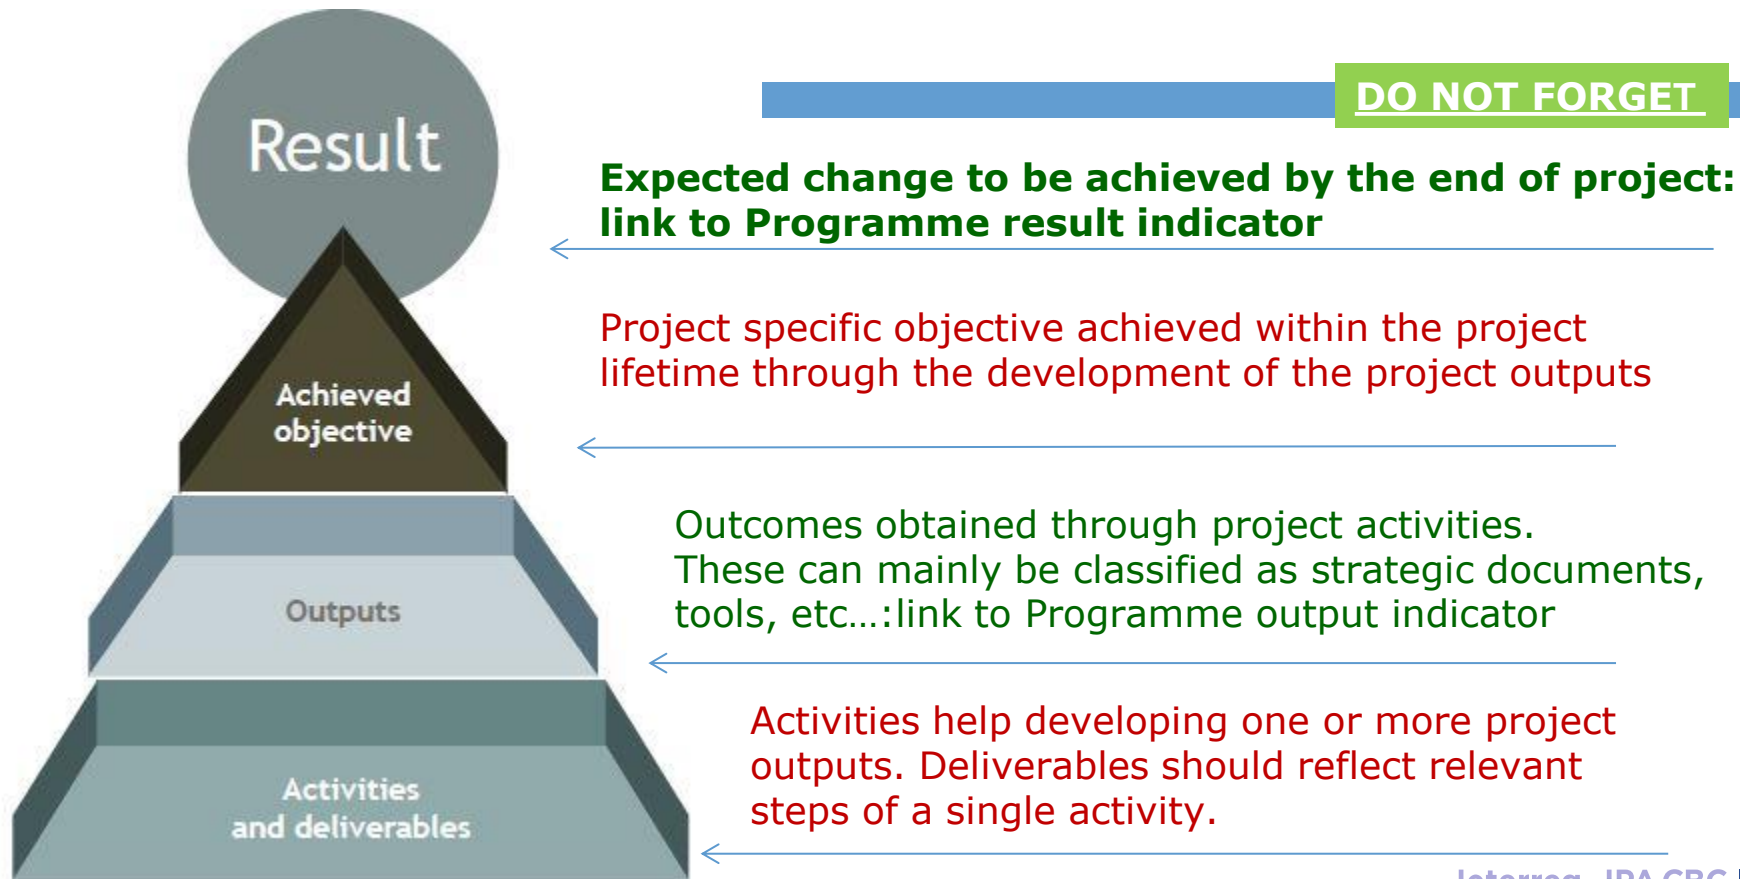 Result
DO NOT FORGET
Expected change to be achieved by the end of project:
link to Programme result indicator
Project specific objective achieved within the project
lifetime through the development of the project outputs
Achieved
objective
Outcomes obtained through project activities.
These can mainly be classified as strategic documents,
tools, etc...:link to Programme output indicator
Outputs
Activities help developing one or more project
outputs. Deliverables should reflect relevant
steps of a single activity.
Activities
and deliverables
Interreg - IPA CBC